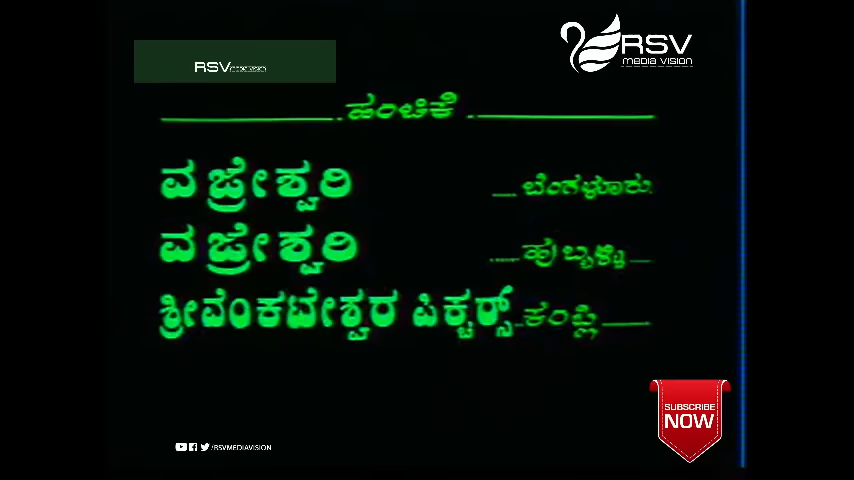 RSV
RSV
MEDIA VISION
ಹಂಚಿಕೆ
ವಜ್ರೇಶ್ವರಿ ಬೆಂಗಳೂರು
ವಜ್ರೇಶ್ವರಿ ಹುಬ್ಬಳ್ಳಿ
ಶ್ರೀವೆಂಕಟೇಶ್ವರ ಪಿಕ್ಚರ್ಸ್ ಕಂಪ್ಲಿ
SUBSCRIBE
NOW
/RSVMEDIAVISION